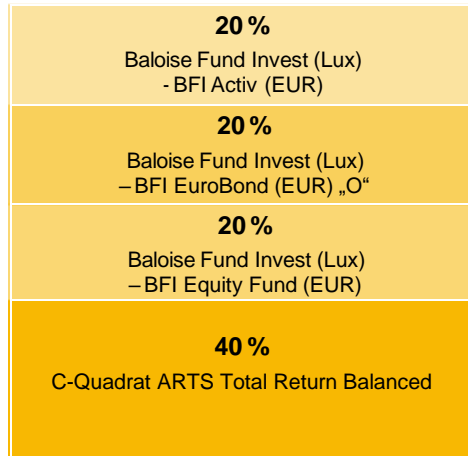 20 %
Baloise Fund Invest (Lux)
- BFI Activ (EUR)
20 %
Baloise Fund Invest (Lux)
– BFI EuroBond (EUR) „O“
20 %
Baloise Fund Invest (Lux)
– BFI Equity Fund (EUR)
40 %
C-Quadrat ARTS Total Return Balanced